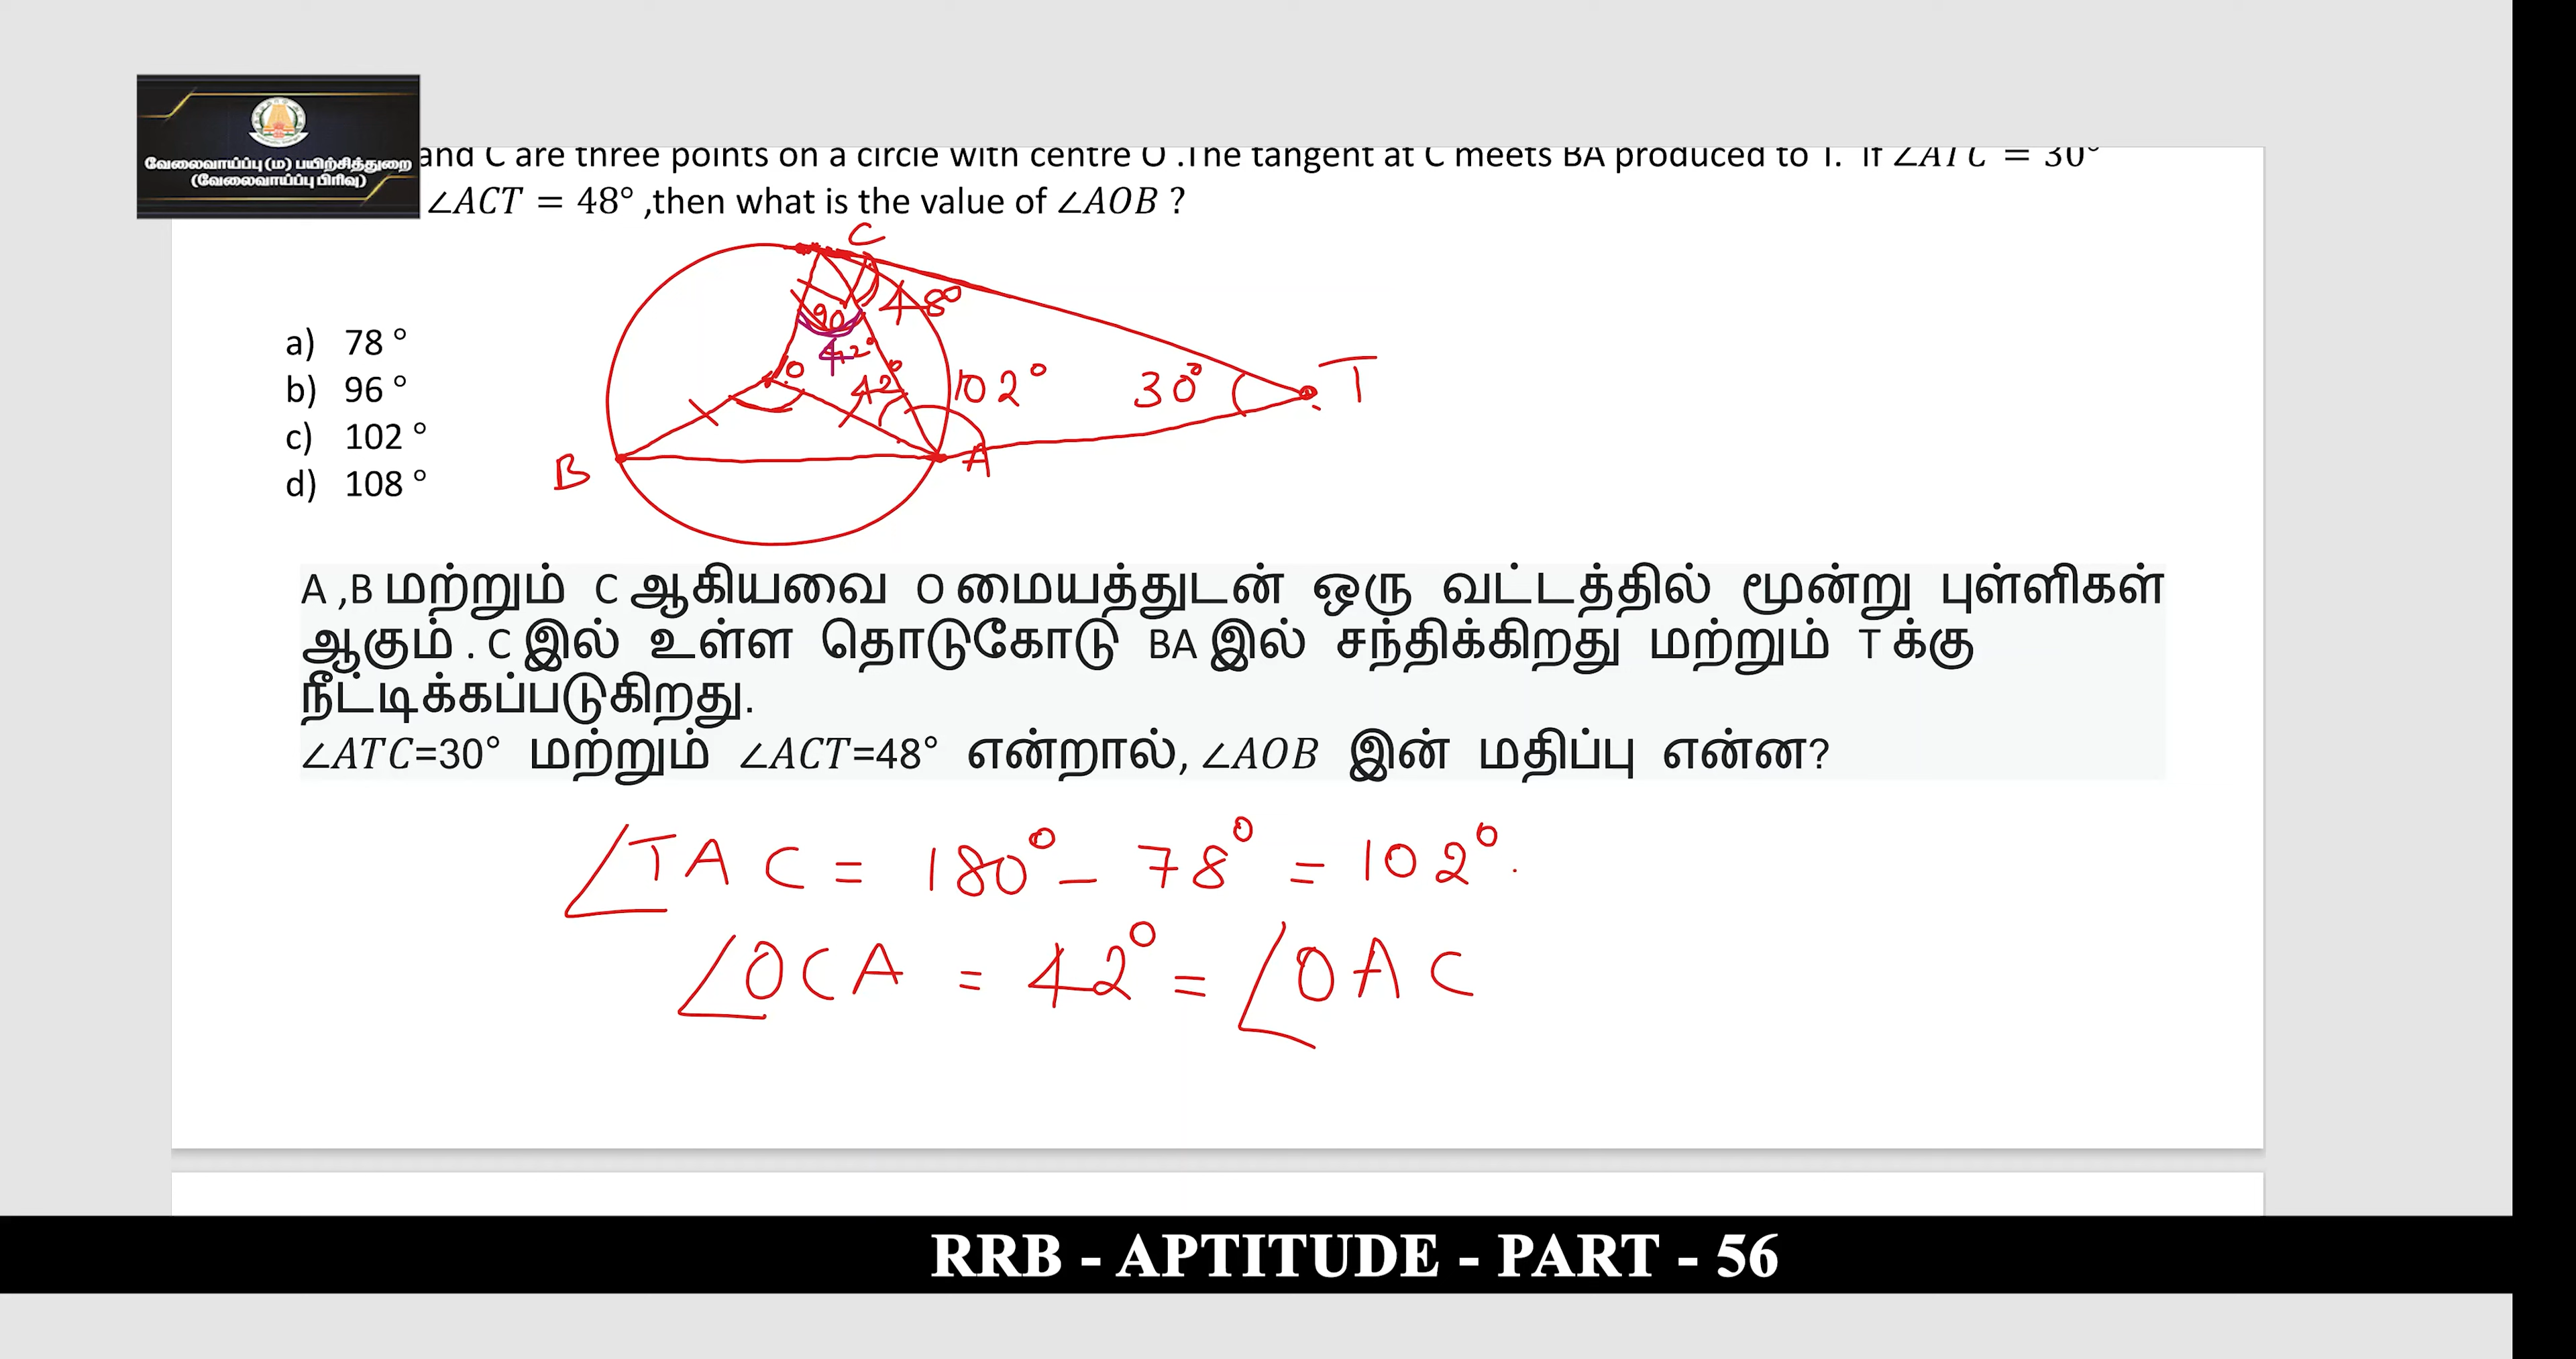 வேலைவாய்ப்பு (ம) பயிற்சித்துறை
(வேலைவாய்ப்பு பிரிவு)
and C are three points on a circle with centre O .The tangent at C meets BA produced to T. If ∠ATC = 30°
∠ACT = 48° ,then what is the value of ∠AOB ?
C
48°
90
42°
O
42°
102°
30°
T
B
A
a) 78 °
b) 96 °
c) 102 °
d) 108 °
A ,B மற்றும் C ஆகியவை O மையத்துடன் ஒரு வட்டத்தில் மூன்று புள்ளிகள்
ஆகும் . C இல் உள்ள தொடுகோடு BA இல் சந்திக்கிறது மற்றும் T க்கு
நீட்டிக்கப்படுகிறது.
∠ATC=30° மற்றும் ∠ACT=48° என்றால், ∠AOB இன் மதிப்பு என்ன?
∠TAC = 180° - 78° = 102°.
∠OCA = 42° = ∠OAC
RRB - APTITUDE - PART - 56